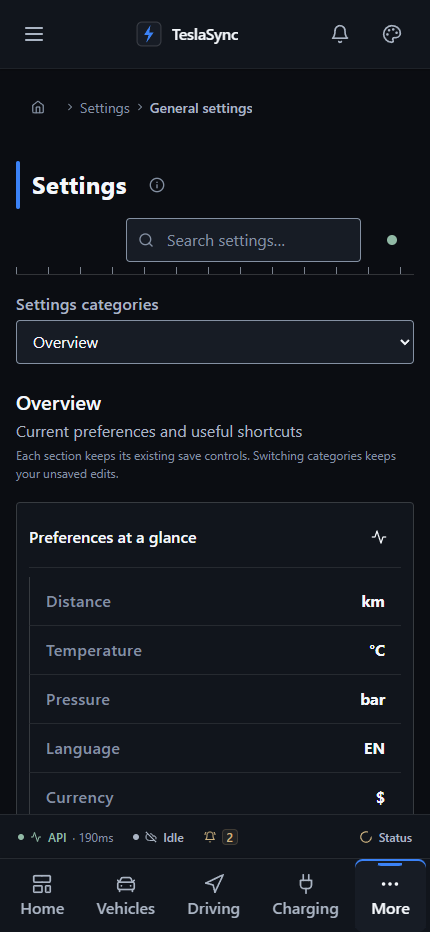 TeslaSync
Settings
General settings
Settings
Search settings...
Settings categories
Overview
Overview
Current preferences and useful shortcuts
Each section keeps its existing save controls. Switching categories keeps
your unsaved edits.
Preferences at a glance
Distance km
Temperature °C
Pressure bar
Language EN
Currency $
API · 190ms Idle 2 Status
Home Vehicles Driving Charging More